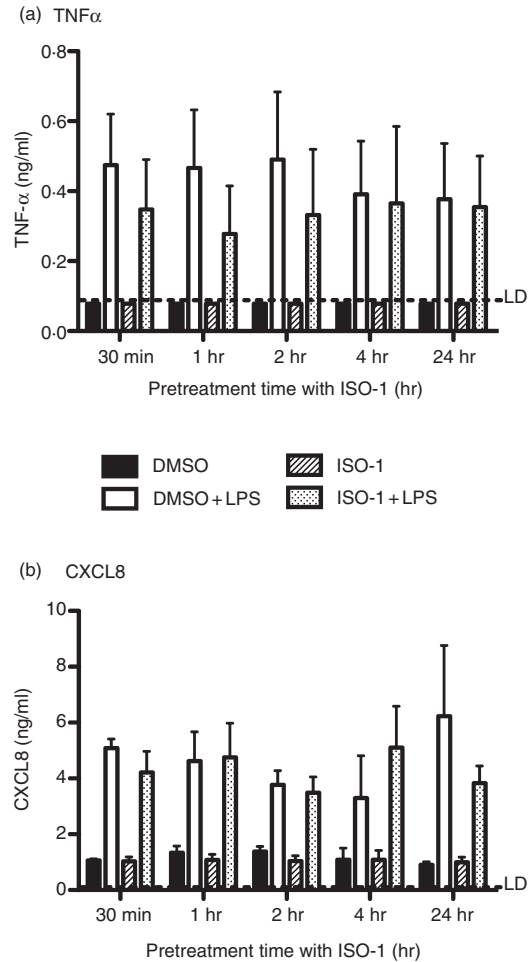 (a) TNFα
0·8
0·6
0·4
0·2
0·0
TNF-α (ng/ml)
LD
30 min 1 hr 2 hr 4 hr 24 hr
Pretreatment time with ISO-1 (hr)
DMSO ISO-1
DMSO+LPS ISO-1+LPS
(b) CXCL8
10
8
6
4
2
0
CXCL8 (ng/ml)
LD
30 min 1 hr 2 hr 4 hr 24 hr
Pretreatment time with ISO-1 (hr)